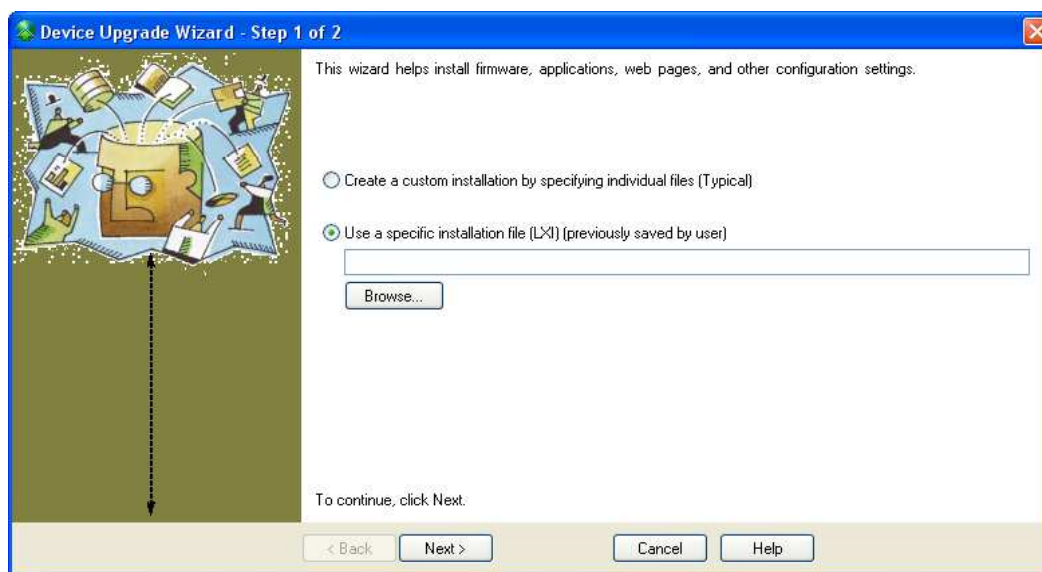 Device Upgrade Wizard - Step 1 of 2
This wizard helps install firmware, applications, web pages, and other configuration settings.
Create a custom installation by specifying individual files (Typical)
Use a specific installation file (LXI) (previously saved by user)
Browse...
To continue, click Next.
< Back
Next >
Cancel
Help